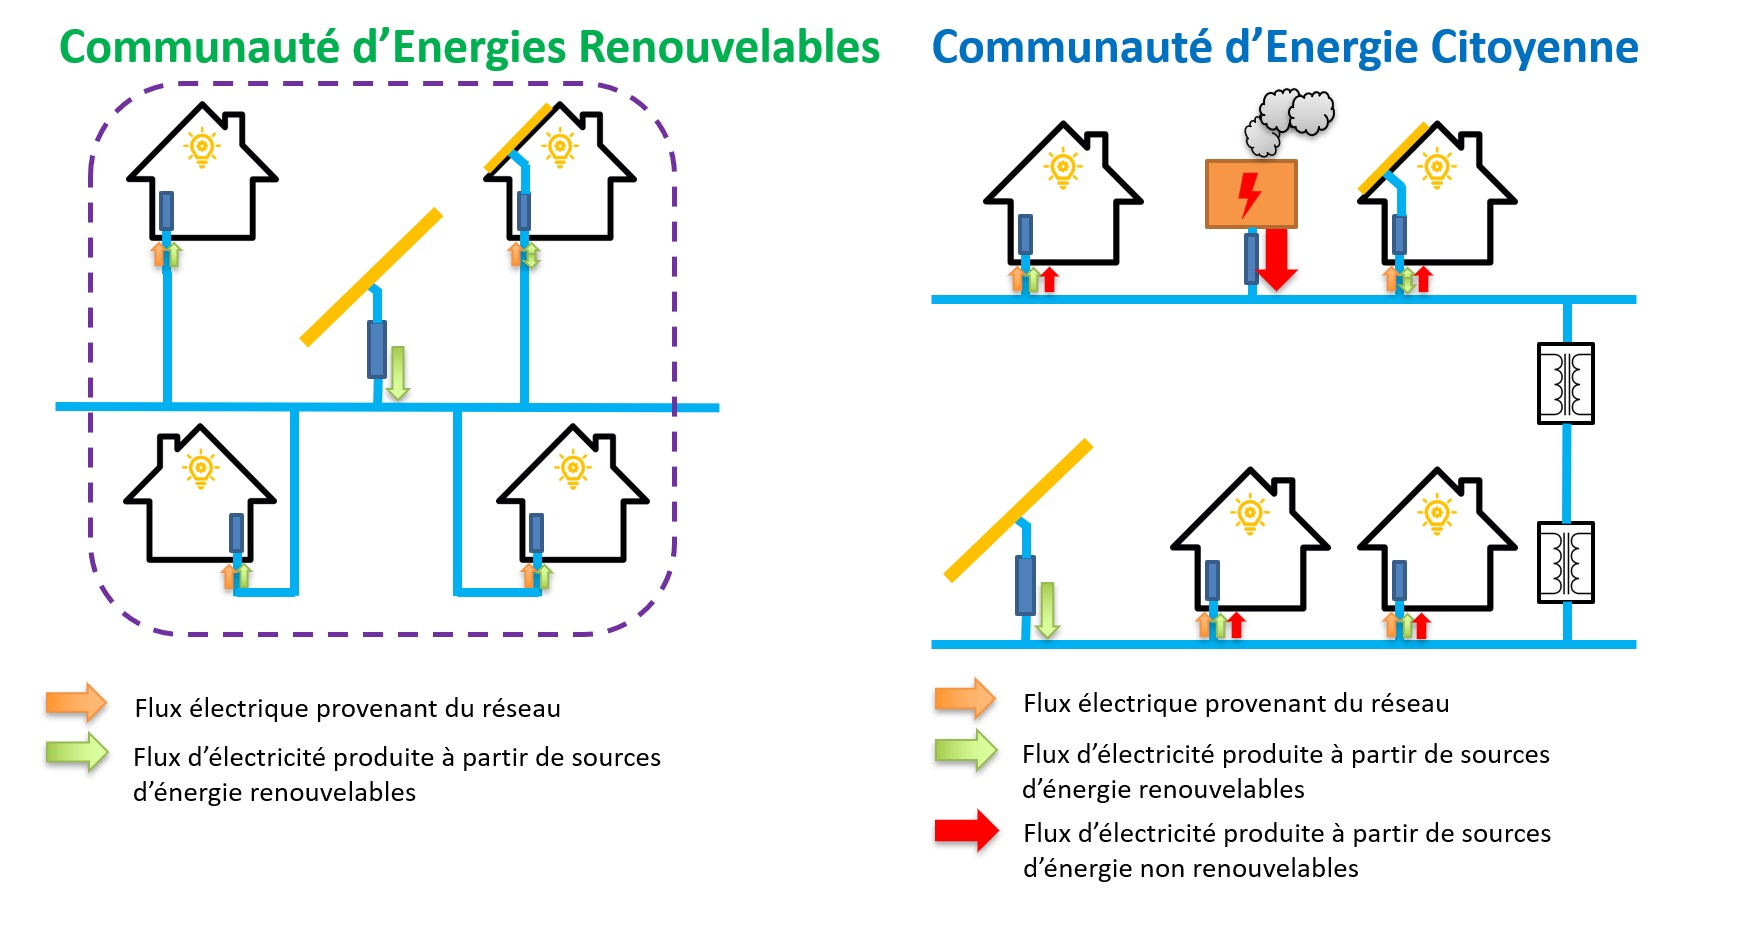 Communauté d’Energies Renouvelables
Flux électrique provenant du réseau
Flux d’électricité produite à partir de sources
d’énergie renouvelables
Communauté d’Energie Citoyenne
Flux électrique provenant du réseau
Flux d’électricité produite à partir de sources
d’énergie renouvelables
Flux d’électricité produite à partir de sources
d’énergie non renouvelables